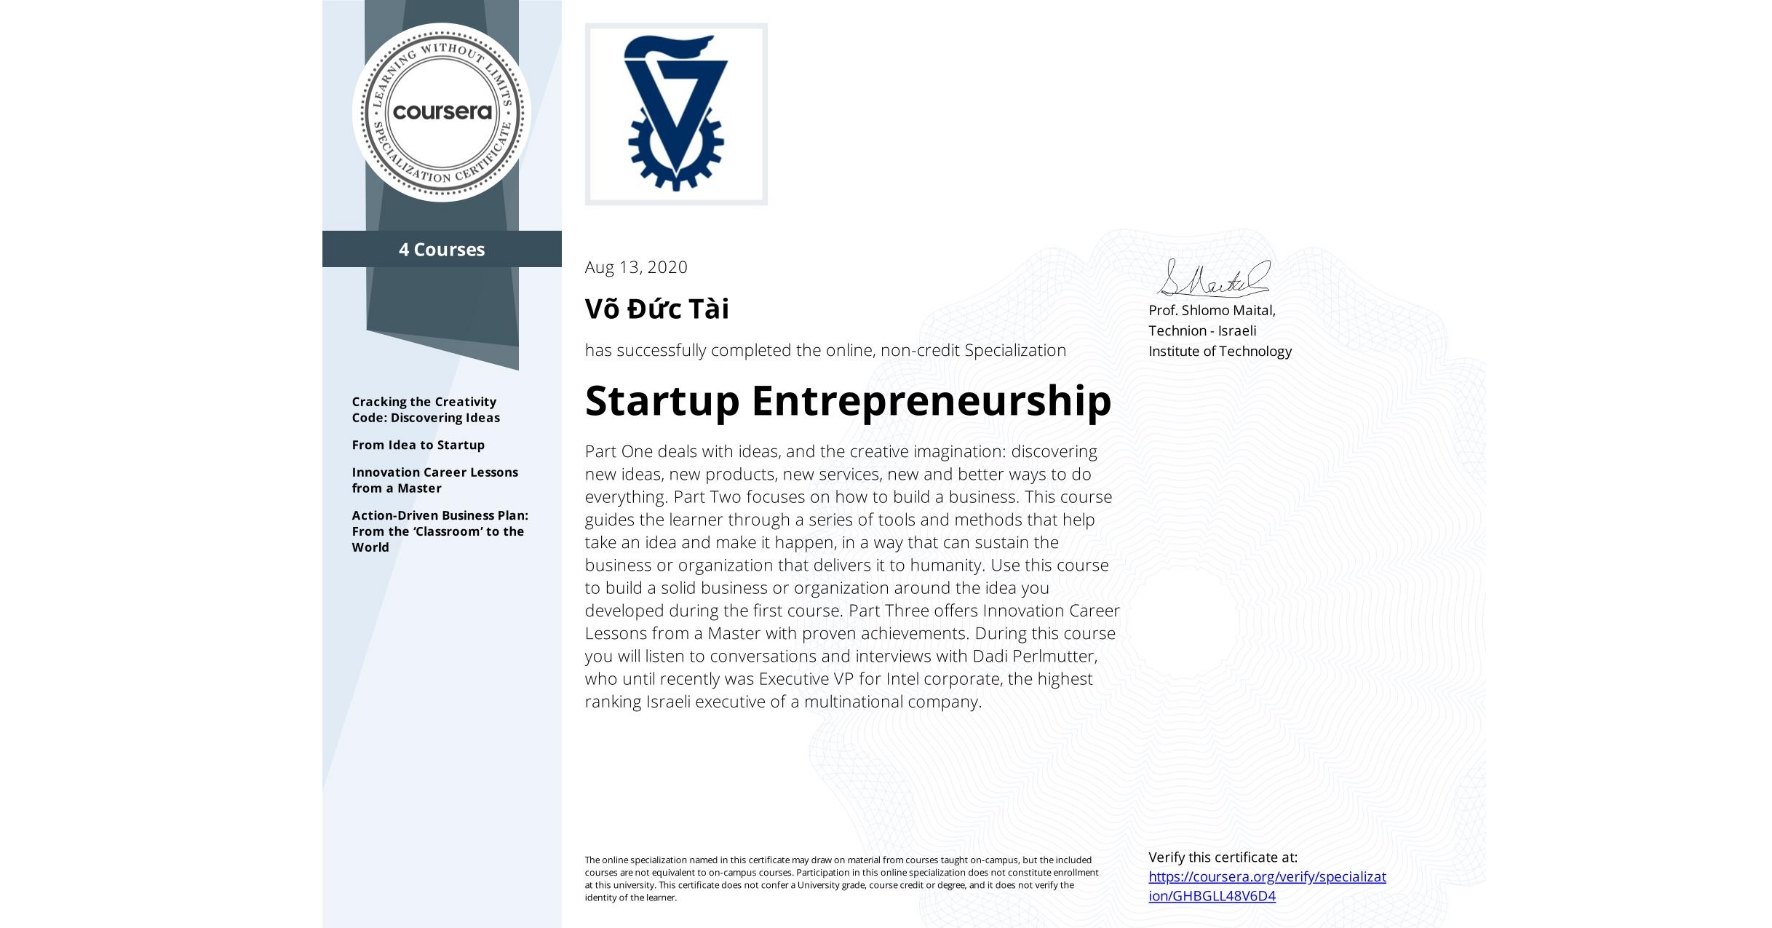 LEARNING WITHOUT LIMITS
coursera
SPECIALIZATION CERTIFICATE
4 Courses
Cracking the Creativity
Code: Discovering Ideas
From Idea to Startup
Innovation Career Lessons
from a Master
Action-Driven Business Plan:
From the ‘Classroom’ to the
World
Aug 13, 2020
Võ Đức Tài
has successfully completed the online, non-credit Specialization
Startup Entrepreneurship
Part One deals with ideas, and the creative imagination: discovering
new ideas, new products, new services, new and better ways to do
everything. Part Two focuses on how to build a business. This course
guides the learner through a series of tools and methods that help
take an idea and make it happen, in a way that can sustain the
business or organization that delivers it to humanity. Use this course
to build a solid business or organization around the idea you
developed during the first course. Part Three offers Innovation Career
Lessons from a Master with proven achievements. During this course
you will listen to conversations and interviews with Dadi Perlmutter,
who until recently was Executive VP for Intel corporate, the highest
ranking Israeli executive of a multinational company.
S Maital
Prof. Shlomo Maital,
Technion - Israeli
Institute of Technology
The online specialization named in this certificate may draw on material from courses taught on-campus, but the included
courses are not equivalent to on-campus courses. Participation in this online specialization does not constitute enrollment
at this university. This certificate does not confer a University grade, course credit or degree, and it does not verify the
identity of the learner.
Verify this certificate at:
https://coursera.org/verify/specializat
ion/GHBGLL48V6D4